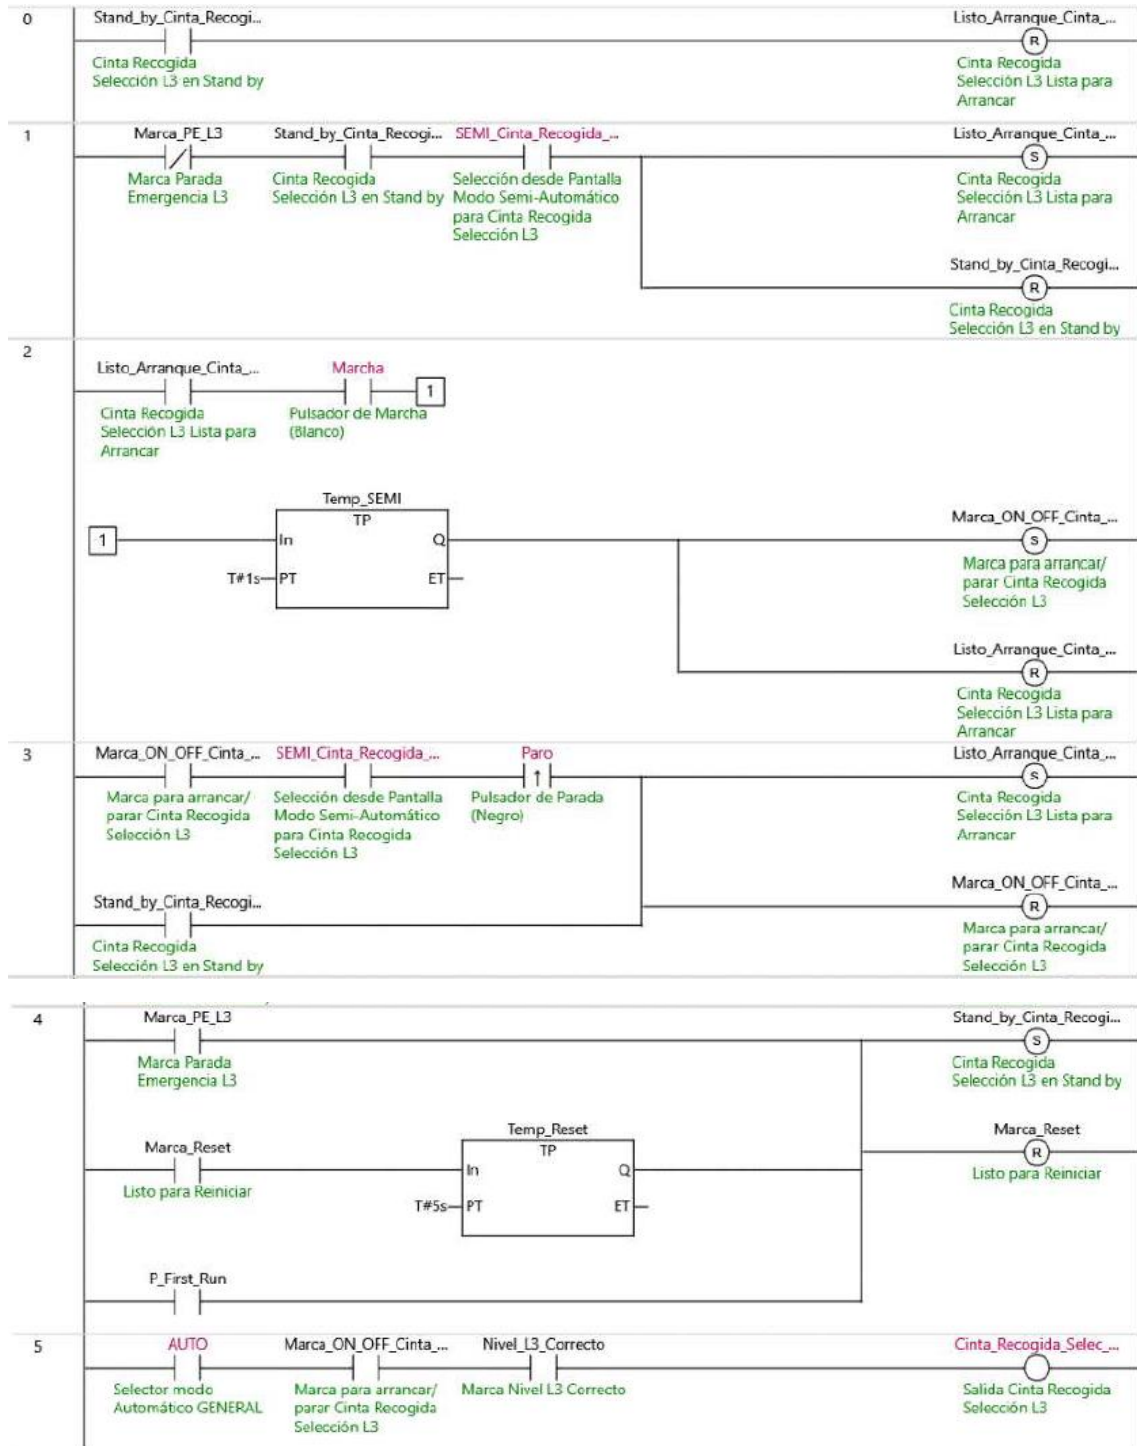 0
Stand_by_Cinta_Recogi...
Listo_Arranque_Cinta_...
R
Cinta Recogida
Selección L3 en Stand by
Cinta Recogida
Selección L3 Lista para
Arrancar
1
Marca_PE_L3
Stand_by_Cinta_Recogi...
SEMI_Cinta_Recogida_...
Listo_Arranque_Cinta_...
S
Marca Parada
Emergencia L3
Cinta Recogida
Selección L3 en Stand by
Selección desde Pantalla
Modo Semi-Automático
para Cinta Recogida
Selección L3
Cinta Recogida
Selección L3 Lista para
Arrancar
Stand_by_Cinta_Recogi...
R
Cinta Recogida
Selección L3 en Stand by
2
Listo_Arranque_Cinta_...
Marcha
1
Cinta Recogida
Selección L3 Lista para
Arrancar
Pulsador de Marcha
(Blanco)
Temp_SEMI
TP
1
In
Q
T#1s
PT
ET
Marca_ON_OFF_Cinta_...
S
Marca para arrancar/
parar Cinta Recogida
Selección L3
Listo_Arranque_Cinta_...
R
Cinta Recogida
Selección L3 Lista para
Arrancar
3
Marca_ON_OFF_Cinta_...
SEMI_Cinta_Recogida_...
Paro
Listo_Arranque_Cinta_...
S
Marca para arrancar/
parar Cinta Recogida
Selección L3
Selección desde Pantalla
Modo Semi-Automático
para Cinta Recogida
Selección L3
Pulsador de Parada
(Negro)
Cinta Recogida
Selección L3 Lista para
Arrancar
Stand_by_Cinta_Recogi...
Marca_ON_OFF_Cinta_...
R
Cinta Recogida
Selección L3 en Stand by
Marca para arrancar/
parar Cinta Recogida
Selección L3
4
Marca_PE_L3
Stand_by_Cinta_Recogi...
S
Marca Parada
Emergencia L3
Cinta Recogida
Selección L3 en Stand by
Marca_Reset
Temp_Reset
TP
Marca_Reset
R
Listo para Reiniciar
In
Q
T#5s
PT
ET
Listo para Reiniciar
P_First_Run
5
AUTO
Marca_ON_OFF_Cinta_...
Nivel_L3_Correcto
Cinta_Recogida_Selec_...
Selector modo
Automático GENERAL
Marca para arrancar/
parar Cinta Recogida
Selección L3
Marca Nivel L3 Correcto
Salida Cinta Recogida
Selección L3